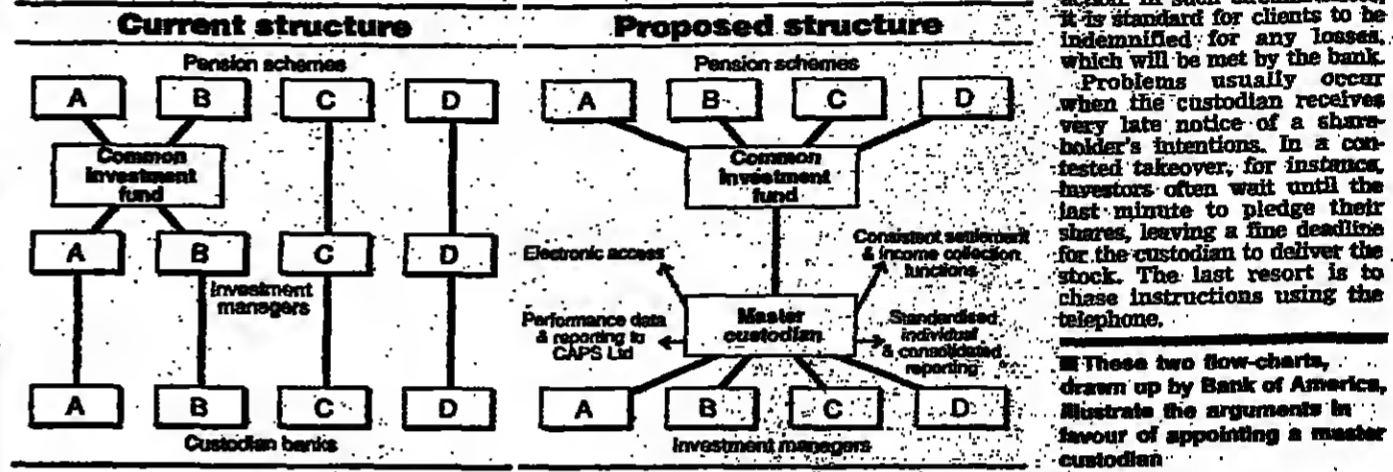 Current structure
Pension schemes
A B C D
Common
Investment
fund
A B C D
Investment
managers
A B C D
Custodian banks
Proposed structure
Pension schemes
A B C D
Common
Investment
fund
Electronic access
Consistent settlement
& income collection
functions
Performance data
& reporting to
CAPS Ltd
Master
custodian
Standardised
individual
& consolidated
reporting
A B C D
Investment managers
it is standard for clients to be
indemnified for any losses,
which will be met by the bank.
Problems usually occur
when the custodian receives
very late notice of a share-
holder's intentions. In a con-
tested takeover, for instance,
investors often wait until the
last minute to pledge their
shares, leaving a fine deadline
for the custodian to deliver the
stock. The last resort is to
chase instructions using the
telephone.
■ These two flow-charts,
drawn up by Bank of America,
illustrate the arguments in
favour of appointing a master
custodian